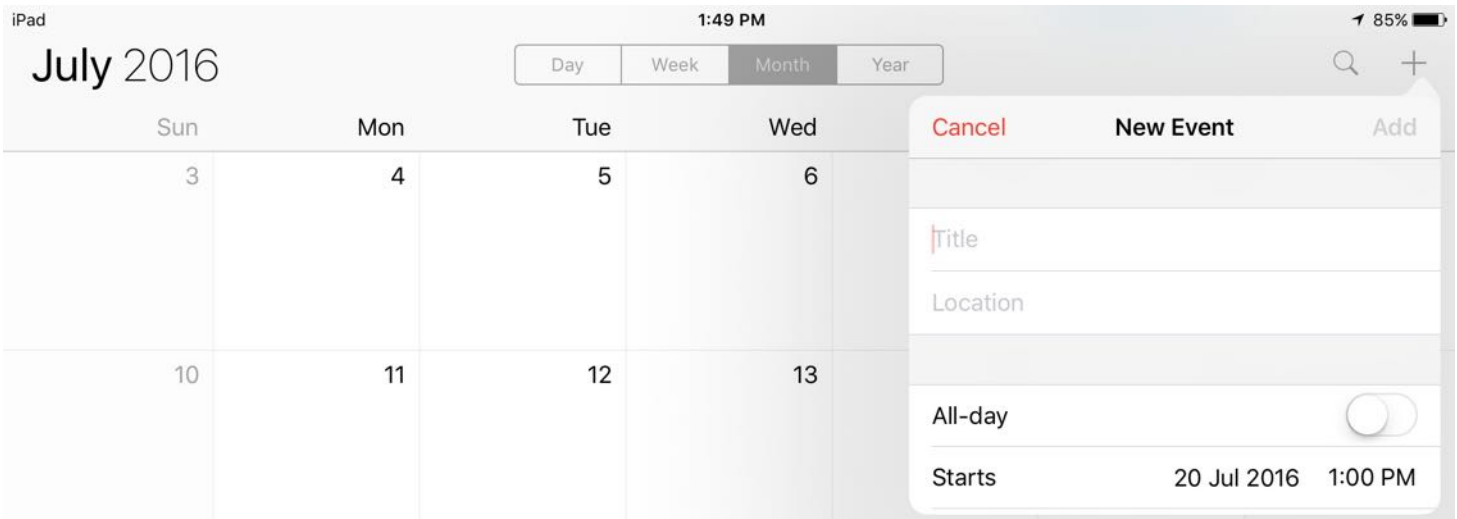 iPad 1:49 PM 85%
July 2016 Day Week Month Year
Sun Mon Tue Wed Cancel New Event Add
3 4 5 6
Title
Location
10 11 12 13
All-day
Starts 20 Jul 2016 1:00 PM